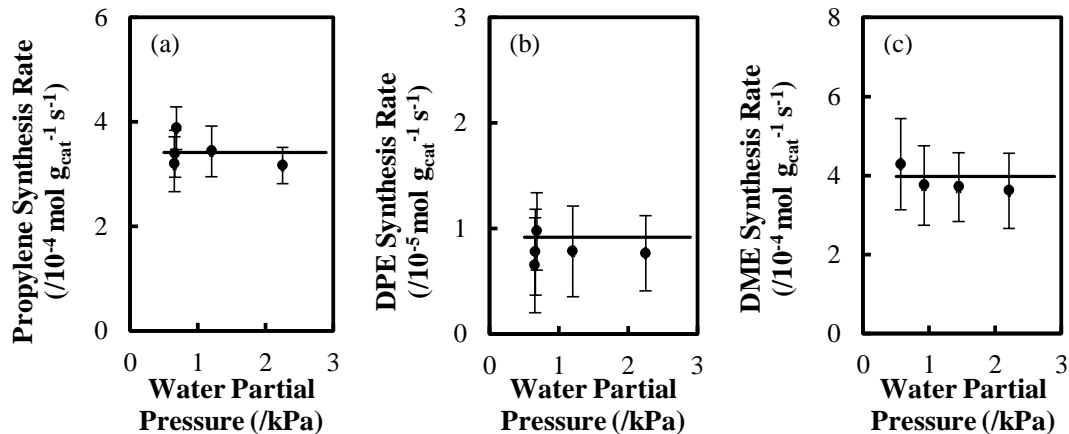 Propylene Synthesis Rate
(/10⁻⁴ mol gcat⁻¹ s⁻¹)
6
4
2
0
(a)
0 1 2 3
Water Partial
Pressure (/kPa)
DPE Synthesis Rate
(/10⁻⁵ mol gcat⁻¹ s⁻¹)
3
2
1
0
(b)
0 1 2 3
Water Partial
Pressure (/kPa)
DME Synthesis Rate
(/10⁻⁴ mol gcat⁻¹ s⁻¹)
8
6
4
2
0
(c)
0 1 2 3
Water Partial
Pressure (/kPa)